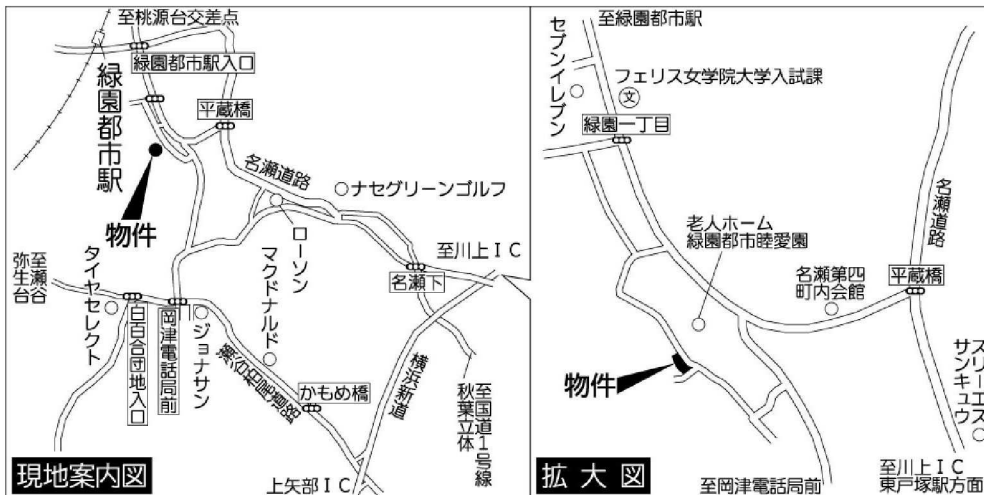 至桃源台交差点
緑園都市駅入口
緑園都市駅
平蔵橋
名瀬道路
ナセグリーンゴルフ
物件
ローソン
マクドナルド
至川上IC
名瀬下
至瀬谷
弥生台
タイヤセレクト
白百合団地入口
岡津電話局前
ジョナサン
かもめ橋
横浜新道
至国道1号線
秋葉立体
上矢部IC
現地案内図
至緑園都市駅
セブンイレブン
フェリス女学院大学入試課
文
緑園一丁目
名瀬道路
老人ホーム
緑園都市睦愛園
名瀬第四
町内会館
平蔵橋
物件
スリーエス
サンキュウ
至岡津電話局前
至川上IC
東戸塚駅方面
拡大図